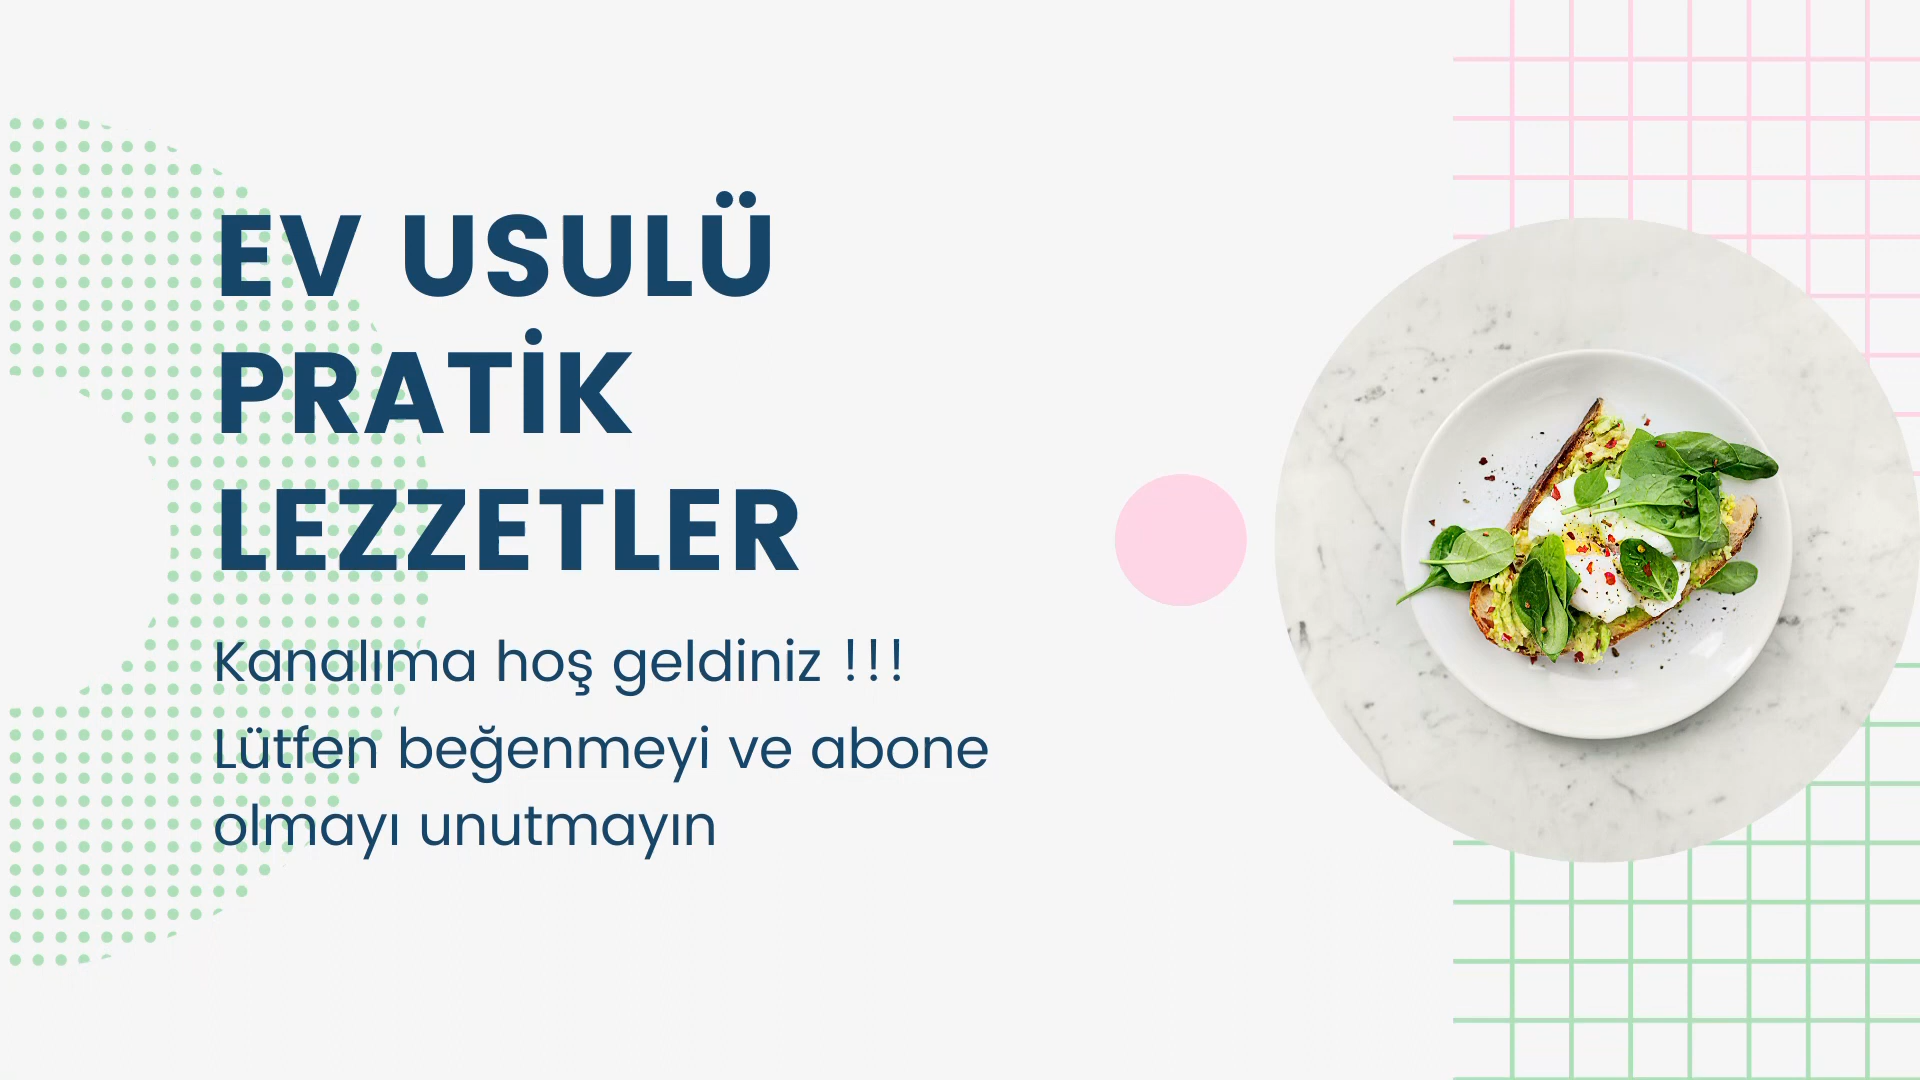 EV USULÜ
PRATİK
LEZZETLER
Kanalıma hoş geldiniz !!!
Lütfen beğenmeyi ve abone
olmayı unutmayın